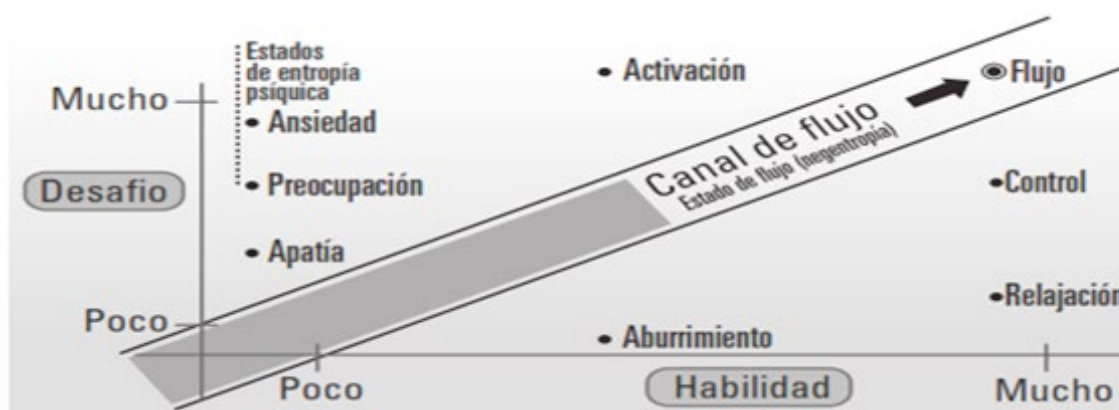 Estados
de entropía
psíquica
Activación
Flujo
Mucho
Ansiedad
Canal de flujo
Estado de flujo (negentropía)
Desafio
Preocupación
Control
Apatía
Relajación
Poco
Aburrimiento
Poco
Habilidad
Mucho